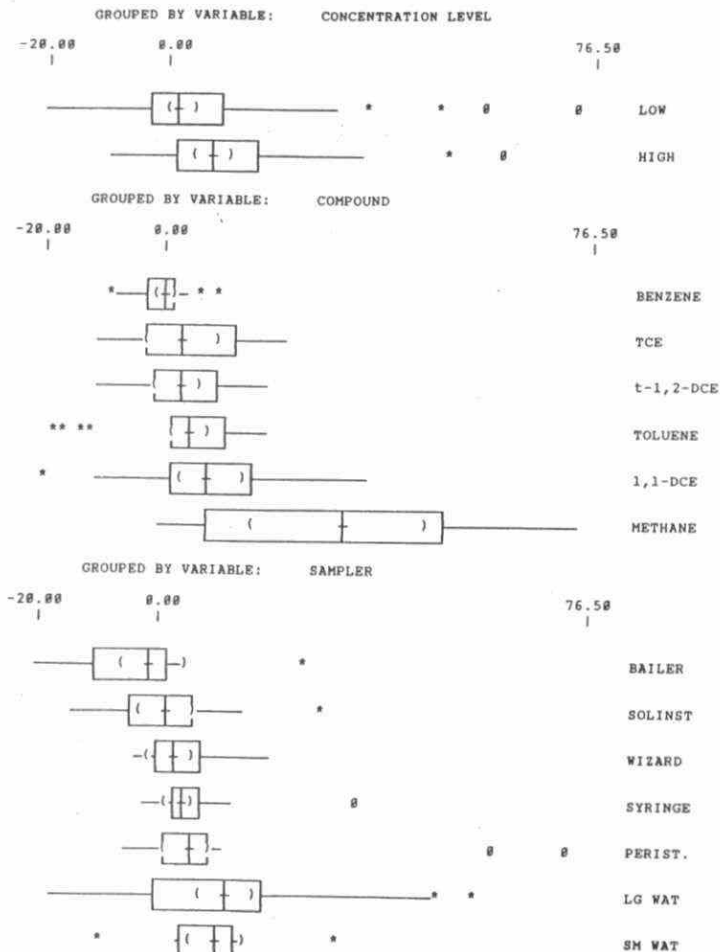 GROUPED BY VARIABLE: CONCENTRATION LEVEL
-20.00 0.00 76.50
LOW
HIGH
GROUPED BY VARIABLE: COMPOUND
-20.00 0.00 76.50
BENZENE
TCE
t-1,2-DCE
TOLUENE
1,1-DCE
METHANE
GROUPED BY VARIABLE: SAMPLER
-20.00 0.00 76.50
BAILER
SOLINST
WIZARD
SYRINGE
PERIST.
LG WAT
SM WAT